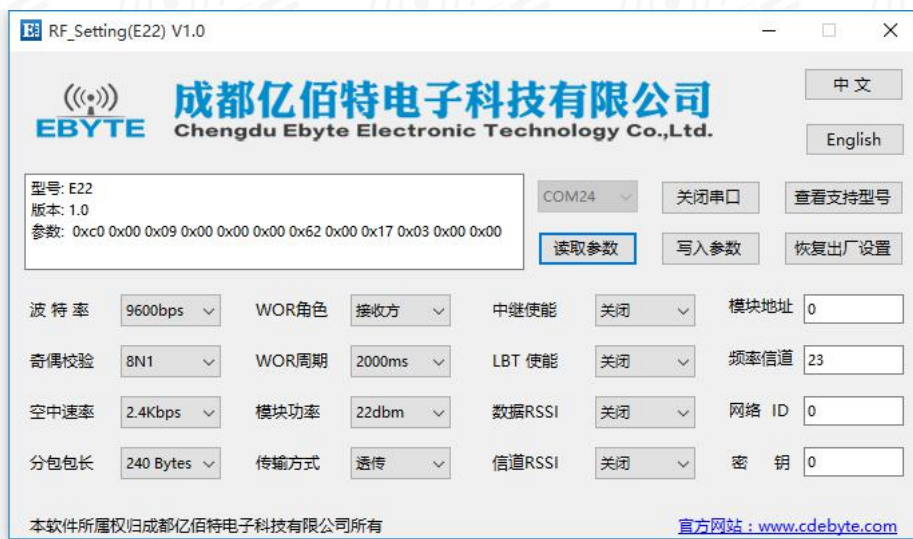 RF_Setting(E22) V1.0
成都亿佰特电子科技有限公司
EBYTE
Chengdu Ebyte Electronic Technology Co.,Ltd.
中 文
English
型号: E22
版本: 1.0
参数: 0xc0 0x00 0x09 0x00 0x00 0x00 0x62 0x00 0x17 0x03 0x00 0x00
COM24 关闭串口 查看支持型号
读取参数 写入参数 恢复出厂设置
波 特 率 9600bps WOR角色 接收方 中继使能 关闭 模块地址 0
奇偶校验 8N1 WOR周期 2000ms LBT 使能 关闭 频率信道 23
空中速率 2.4Kbps 模块功率 22dbm 数据RSSI 关闭 网络 ID 0
分包包长 240 Bytes 传输方式 透传 信道RSSI 关闭 密 钥 0
本软件所属权归成都亿佰特电子科技有限公司所有 官方网站：www.cdebyte.com